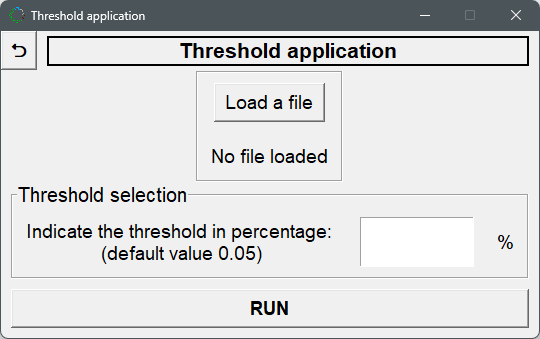 Threshold application
Threshold application
Load a file
No file loaded
Threshold selection
Indicate the threshold in percentage:
(default value 0.05)
%
RUN